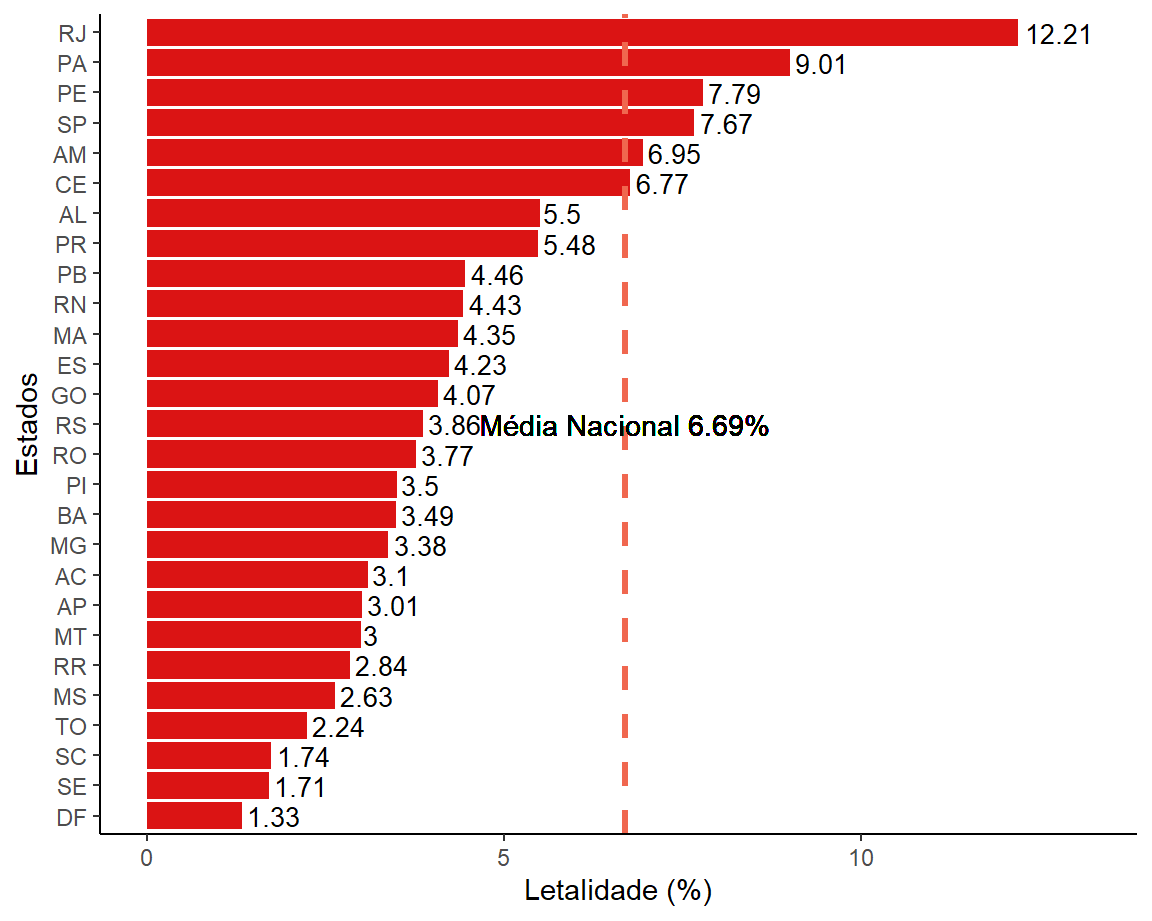 RJ 12.21
PA 9.01
PE 7.79
SP 7.67
AM 6.95
CE 6.77
AL 5.5
PR 5.48
PB 4.46
RN 4.43
MA 4.35
ES 4.23
GO 4.07
RS 3.86 Média Nacional 6.69%
RO 3.77
PI 3.5
BA 3.49
MG 3.38
AC 3.1
AP 3.01
MT 3
RR 2.84
MS 2.63
TO 2.24
SC 1.74
SE 1.71
DF 1.33
Estados
0 5 10
Letalidade (%)